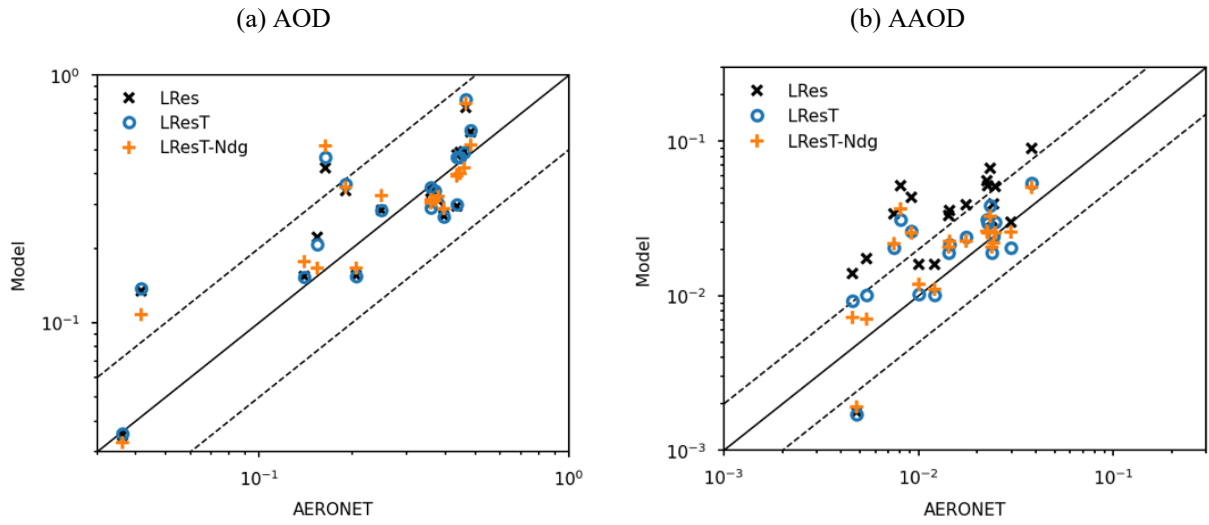 (a) AOD
(b) AAOD
10⁰
LRes
LResT
LResT-Ndg
10⁻¹
Model
10⁻¹
10⁰
AERONET
LRes
LResT
LResT-Ndg
10⁻¹
10⁻²
10⁻³
Model
10⁻³
10⁻²
10⁻¹
AERONET